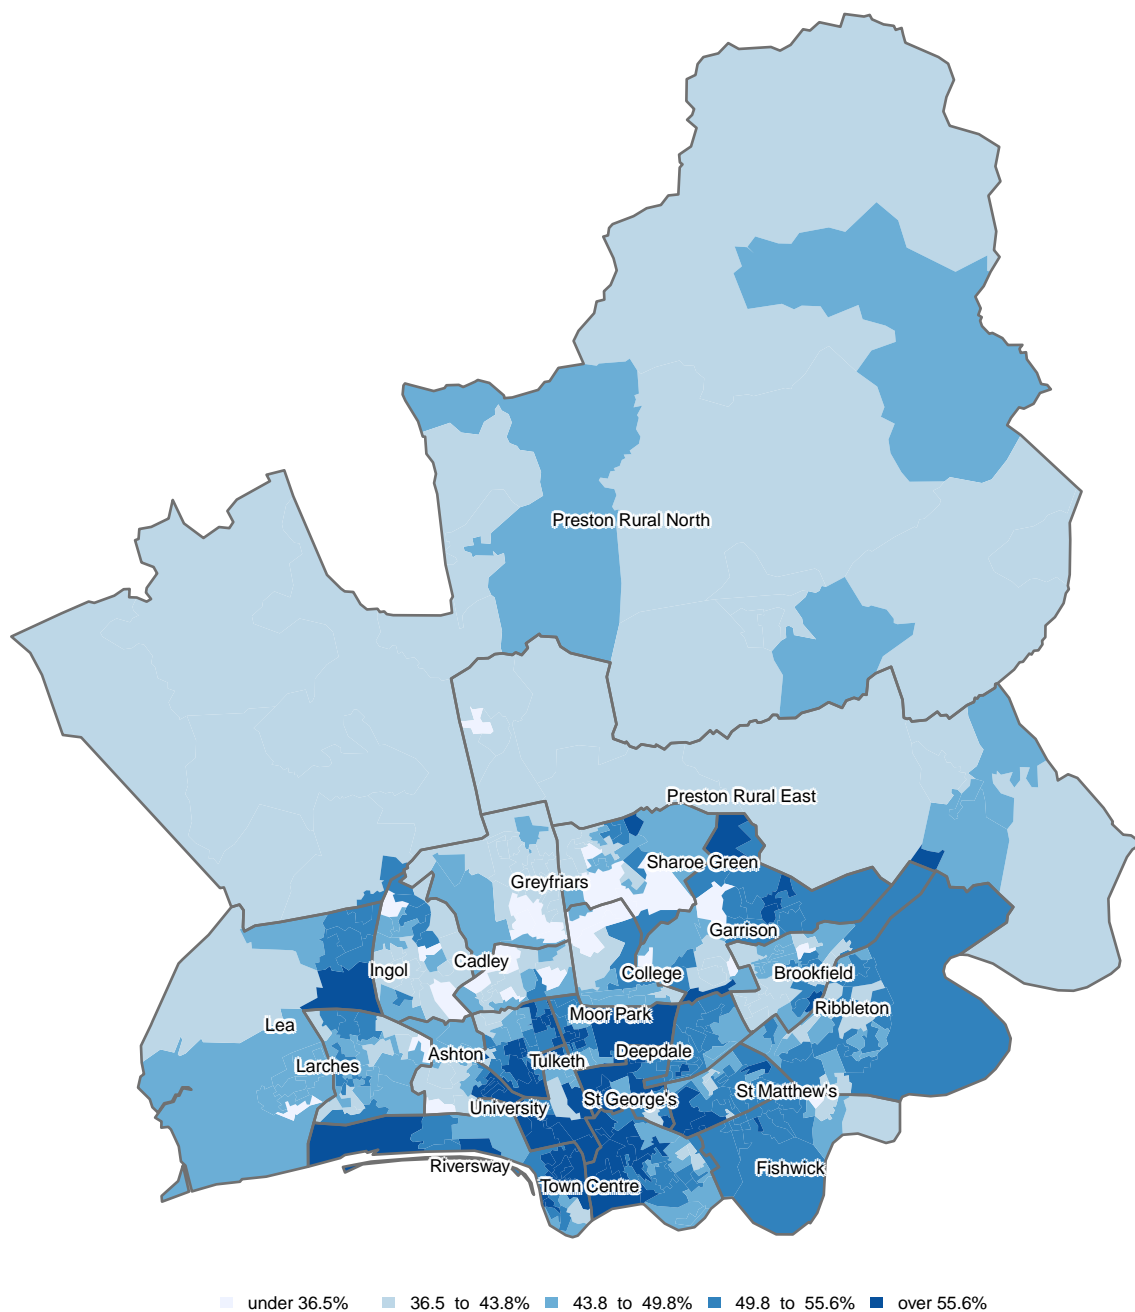 Preston Rural North
Preston Rural East
Sharoe Green
Greyfriars
Garrison
Cadley
Ingol
College
Brookfield
Ribbleton
Moor Park
Lea
Deepdale
Ashton
Tulketh
Larches
St Matthew's
St George's
University
Riversway
Fishwick
Town Centre
under 36.5% 36.5 to 43.8% 43.8 to 49.8% 49.8 to 55.6% over 55.6%